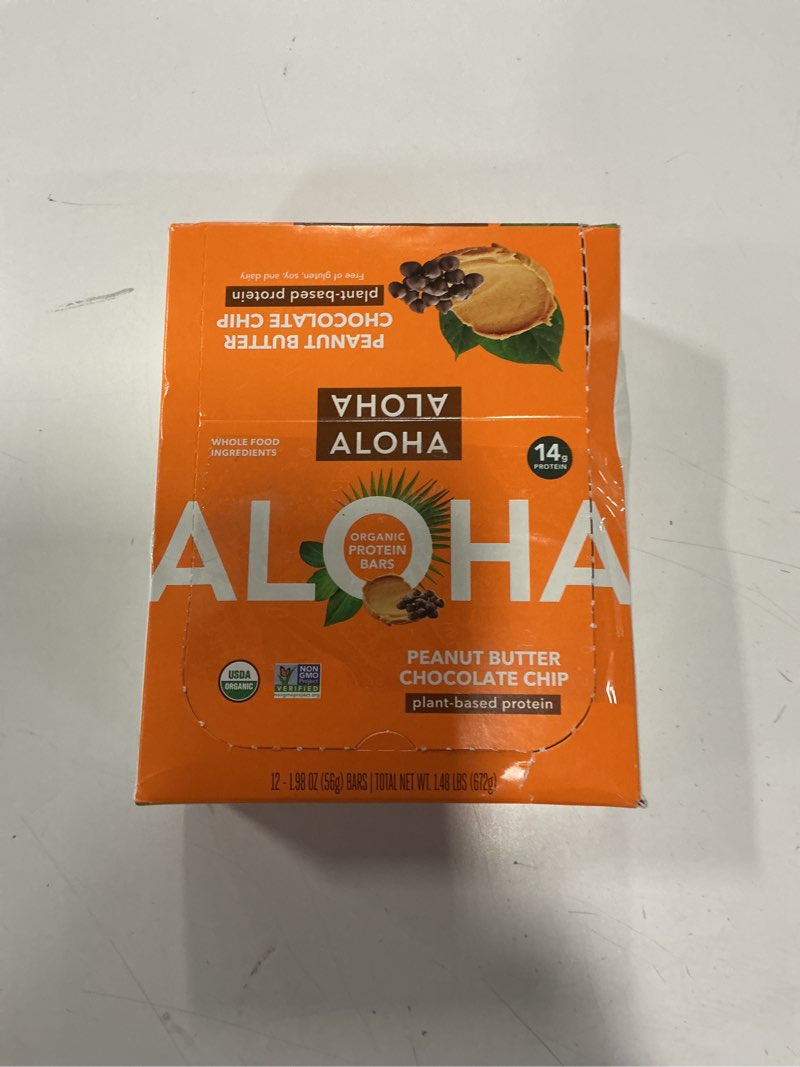 Free of gluten, soy, and dairy
plant-based protein
PEANUT BUTTER
CHOCOLATE CHIP
ALOHA
ALOHA
WHOLE FOOD
INGREDIENTS
14g
PROTEIN
ALOHA
ORGANIC
PROTEIN
BARS
PEANUT BUTTER
CHOCOLATE CHIP
plant-based protein
USDA
ORGANIC
NON
GMO
Project
VERIFIED
nongmoproject.org
12 - 1.98 OZ (56g) BARS | TOTAL NET WT. 1.48 LBS (672g)